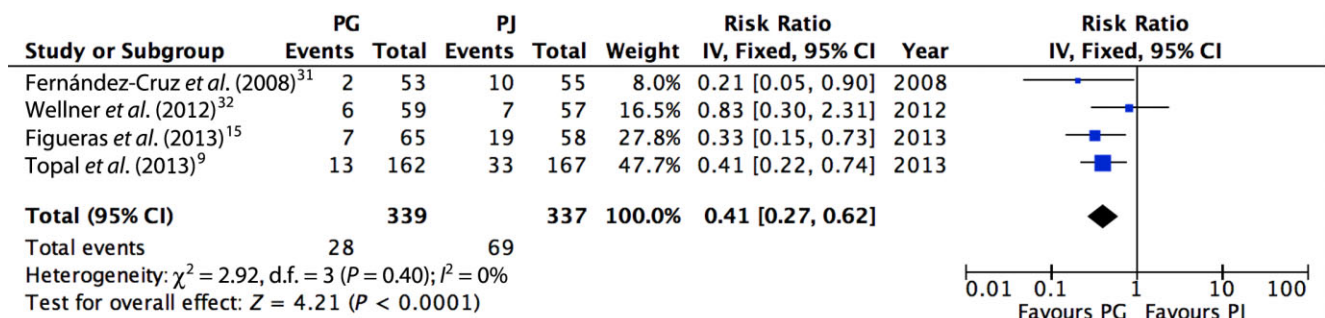 PG PJ Risk Ratio Risk Ratio
Study or Subgroup Events Total Events Total Weight IV, Fixed, 95% CI Year IV, Fixed, 95% CI
Fernández-Cruz et al. (2008)31 2 53 10 55 8.0% 0.21 [0.05, 0.90] 2008
Wellner et al. (2012)32 6 59 7 57 16.5% 0.83 [0.30, 2.31] 2012
Figueras et al. (2013)15 7 65 19 58 27.8% 0.33 [0.15, 0.73] 2013
Topal et al. (2013)9 13 162 33 167 47.7% 0.41 [0.22, 0.74] 2013
Total (95% CI) 339 337 100.0% 0.41 [0.27, 0.62]
Total events 28 69
Heterogeneity: χ2 = 2.92, d.f. = 3 (P = 0.40); I2 = 0%
Test for overall effect: Z = 4.21 (P < 0.0001)
0.01 0.1 1 10 100
Favours PG Favours PJ